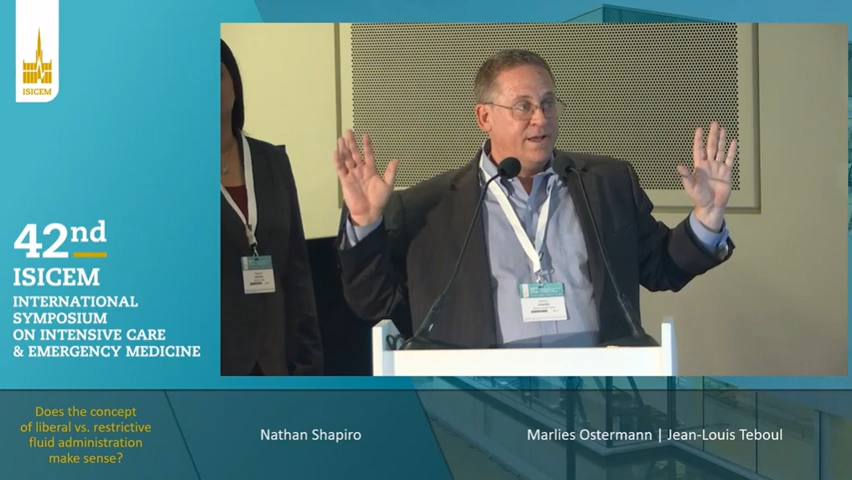 ISICEM
42nd
ISICEM
INTERNATIONAL
SYMPOSIUM
ON INTENSIVE CARE
& EMERGENCY MEDICINE
Does the concept
of liberal vs. restrictive
fluid administration
make sense?
Nathan Shapiro
Marlies Ostermann | Jean-Louis Teboul